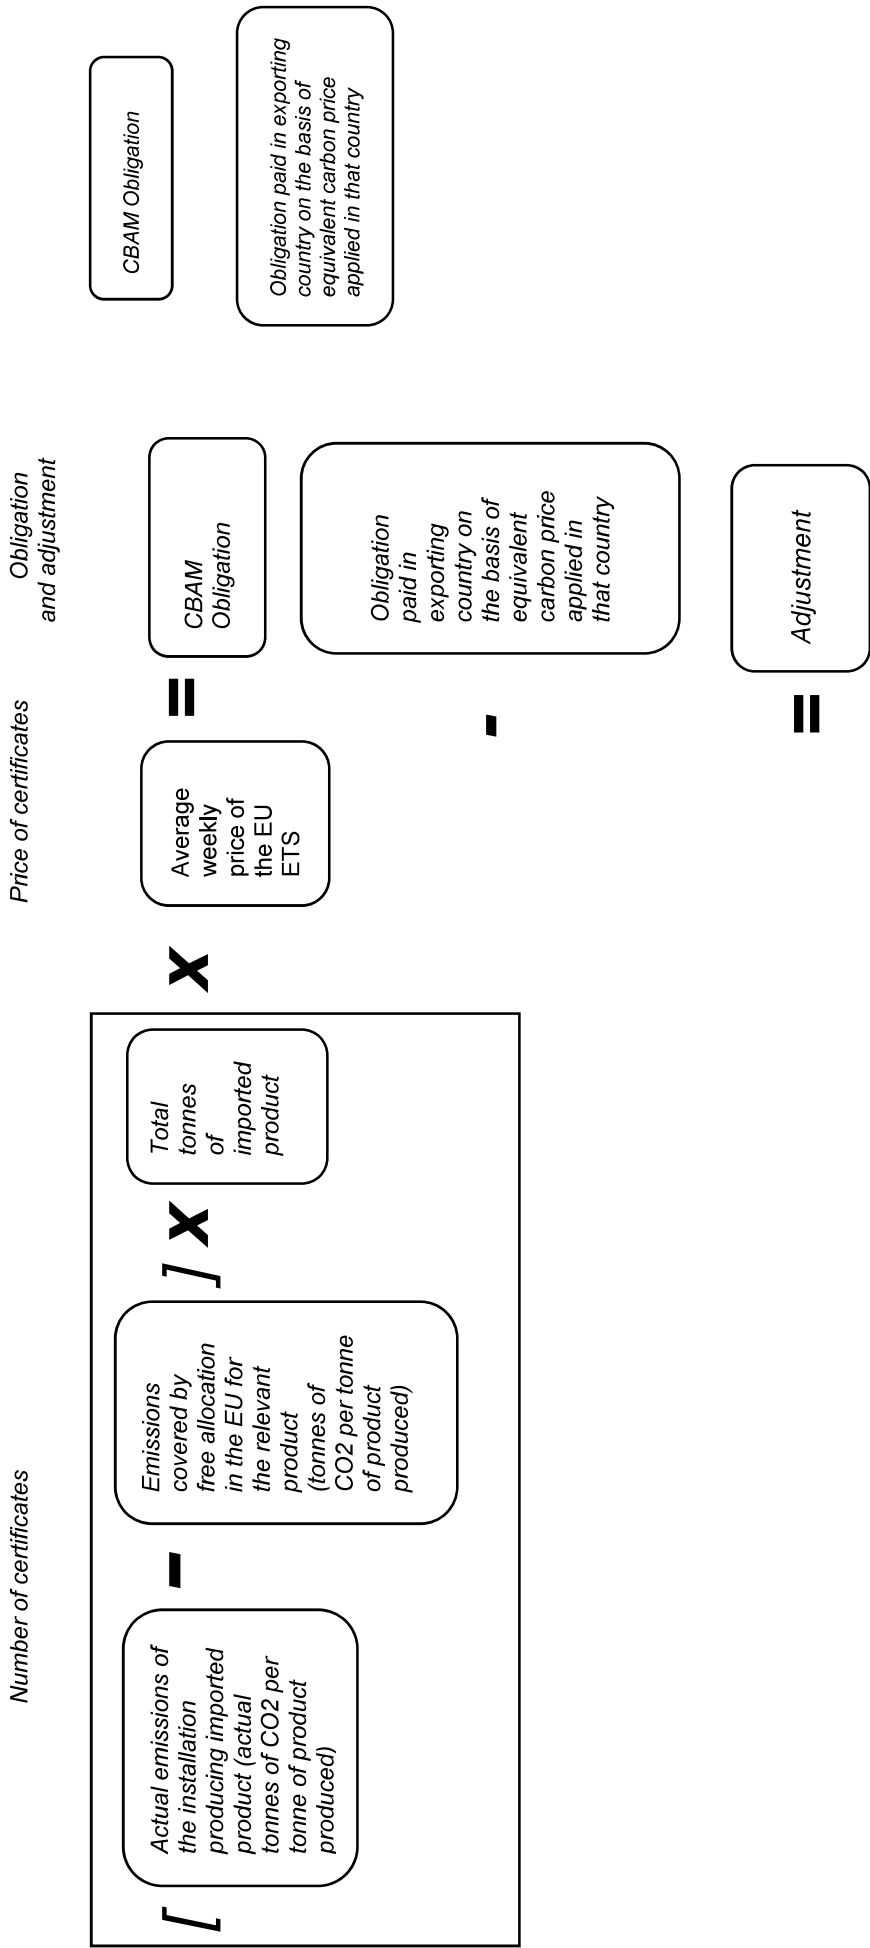 Number of certificates
Price of certificates
Obligation
and adjustment
[
Actual emissions of
the installation
producing imported
product (actual
tonnes of CO2 per
tonne of product
produced)
-
Emissions
covered by
free allocation
in the EU for
the relevant
product
(tonnes of
CO2 per tonne
of product
produced)
]
x
Total
tonnes
of
imported
product
x
Average
weekly
price of
the EU
ETS
=
CBAM
Obligation
-
Obligation
paid in
exporting
country on
the basis of
equivalent
carbon price
applied in
that country
=
Adjustment
CBAM Obligation
Obligation paid in exporting
country on the basis of
equivalent carbon price
applied in that country